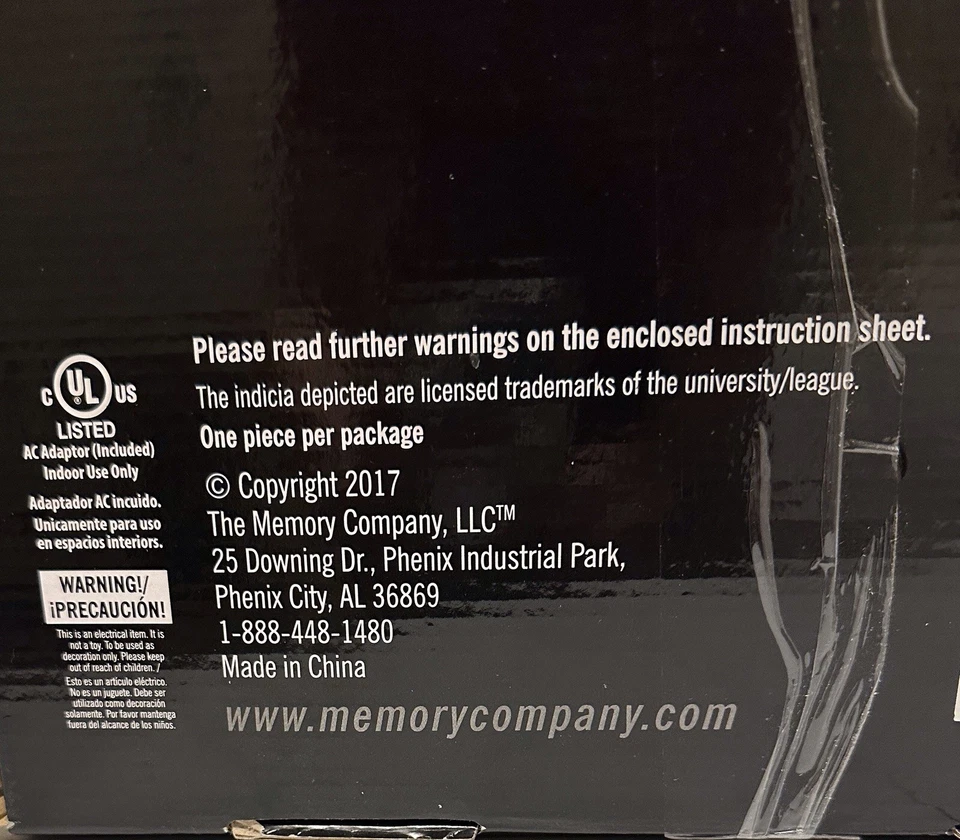 Please read further warnings on the enclosed instruction sheet.
The indicia depicted are licensed trademarks of the university/league.
One piece per package
© Copyright 2017
The Memory Company, LLC™
25 Downing Dr., Phenix Industrial Park,
Phenix City, AL 36869
1-888-448-1480
Made in China
www.memorycompany.com
C UL® US
LISTED
AC Adaptor (Included)
Indoor Use Only
Adaptador AC incuido.
Unicamente para uso
en espacios interiors.
WARNING!/
¡PRECAUCIÓN!
This is an electrical item. It is
not a toy. To be used as
decoration only. Please keep
out of reach of children. /
Esto es un artículo eléctrico.
No es un juguete. Debe ser
utilizado como decoración
solamente. Por favor mantenga
fuera del alcance de los niños.